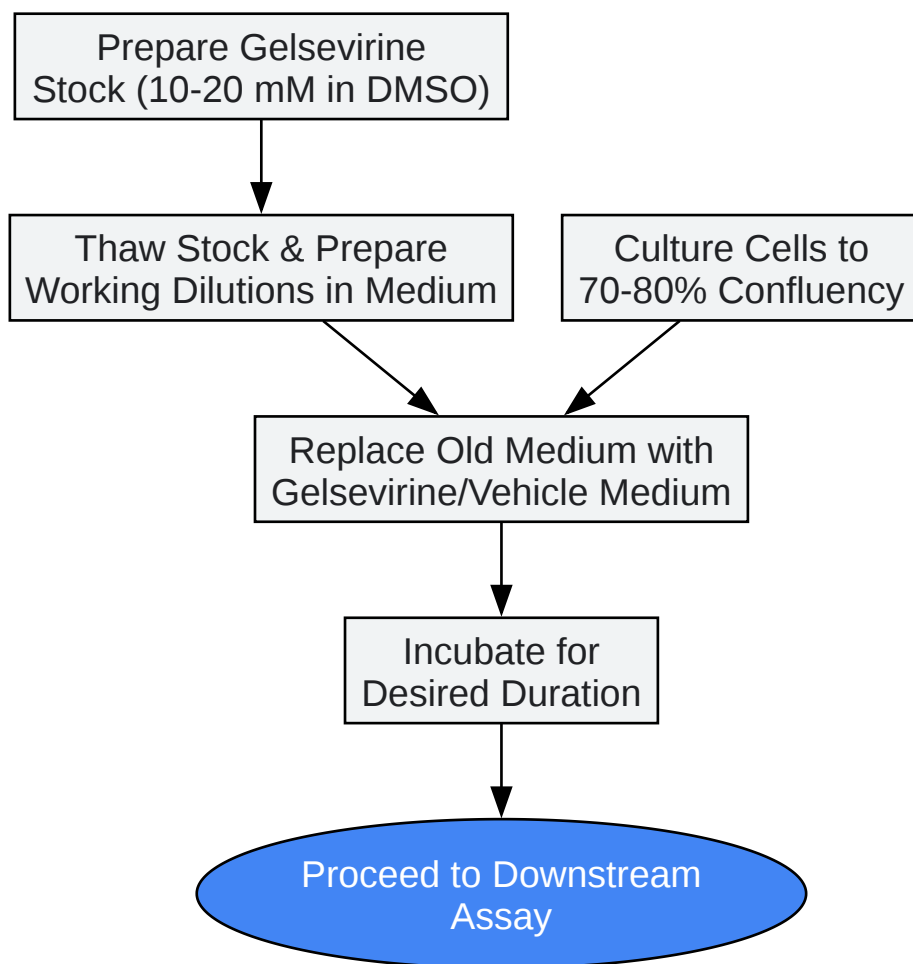 Prepare Gelsevirine
Stock (10-20 mM in DMSO)
Thaw Stock & Prepare
Working Dilutions in Medium
Culture Cells to
70-80% Confluency
Replace Old Medium with
Gelsevirine/Vehicle Medium
Incubate for
Desired Duration
Proceed to Downstream
Assay